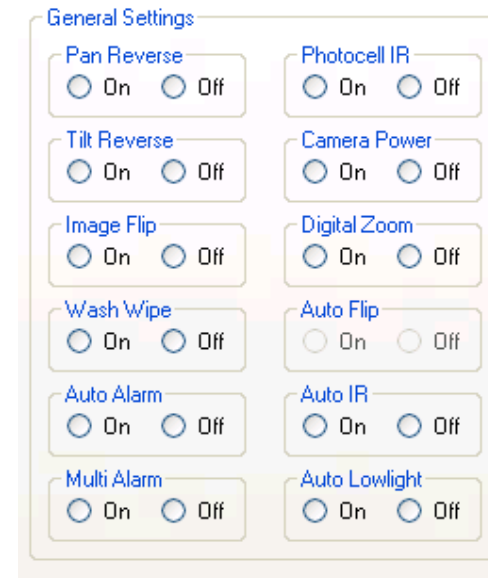 General Settings
Pan Reverse
On Off
Photocell IR
On Off
Tilt Reverse
On Off
Camera Power
On Off
Image Flip
On Off
Digital Zoom
On Off
Wash Wipe
On Off
Auto Flip
On Off
Auto Alarm
On Off
Auto IR
On Off
Multi Alarm
On Off
Auto Lowlight
On Off